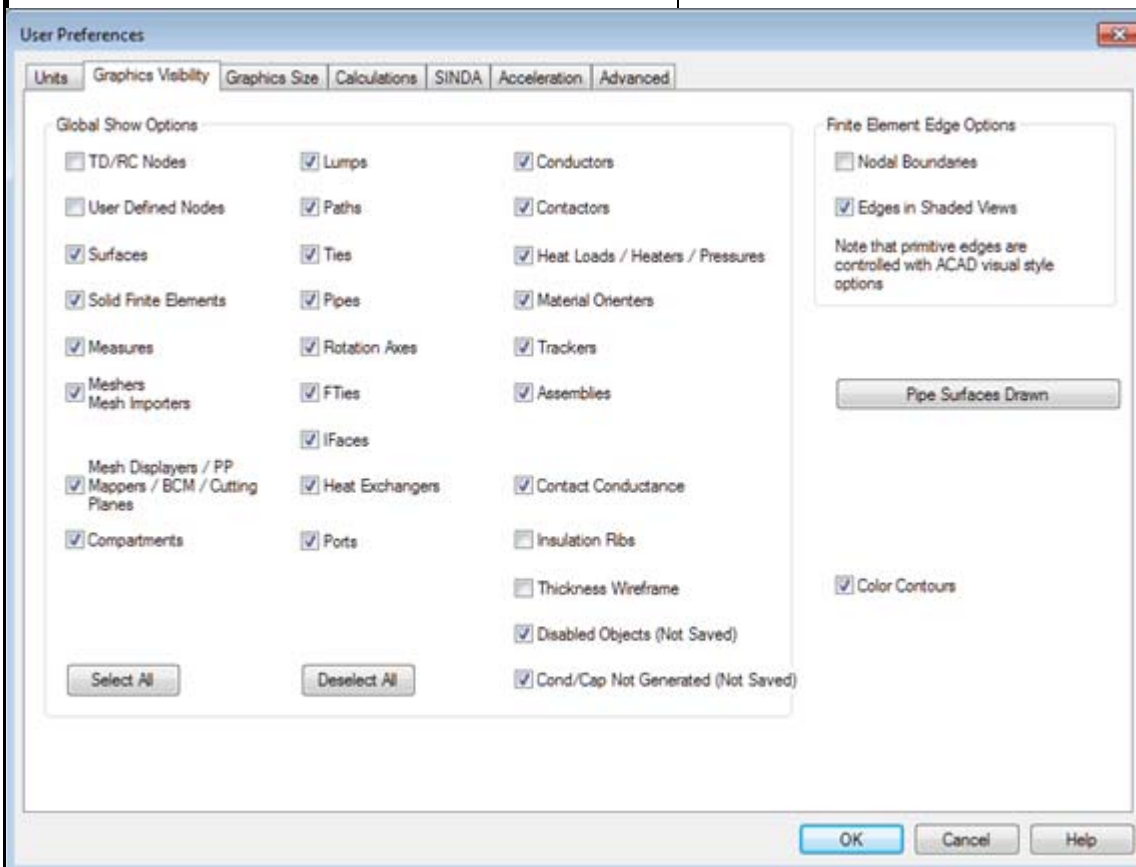 User Preferences
Units
Graphics Visibility
Graphics Size
Calculations
SINDA
Acceleration
Advanced
Global Show Options
TD/RC Nodes
User Defined Nodes
Surfaces
Solid Finite Elements
Measures
Meshers
Mesh Importers
Mesh Displayers / PP
Mappers / BCM / Cutting
Planes
Compartments
Select All
Lumps
Paths
Ties
Pipes
Rotation Axes
FTies
IFaces
Heat Exchangers
Ports
Deselect All
Conductors
Contactors
Heat Loads / Heaters / Pressures
Material Orienters
Trackers
Assemblies
Contact Conductance
Insulation Ribs
Thickness Wireframe
Disabled Objects (Not Saved)
Cond/Cap Not Generated (Not Saved)
Finite Element Edge Options
Nodal Boundaries
Edges in Shaded Views
Note that primitive edges are
controlled with ACAD visual style
options
Pipe Surfaces Drawn
Color Contours
OK
Cancel
Help